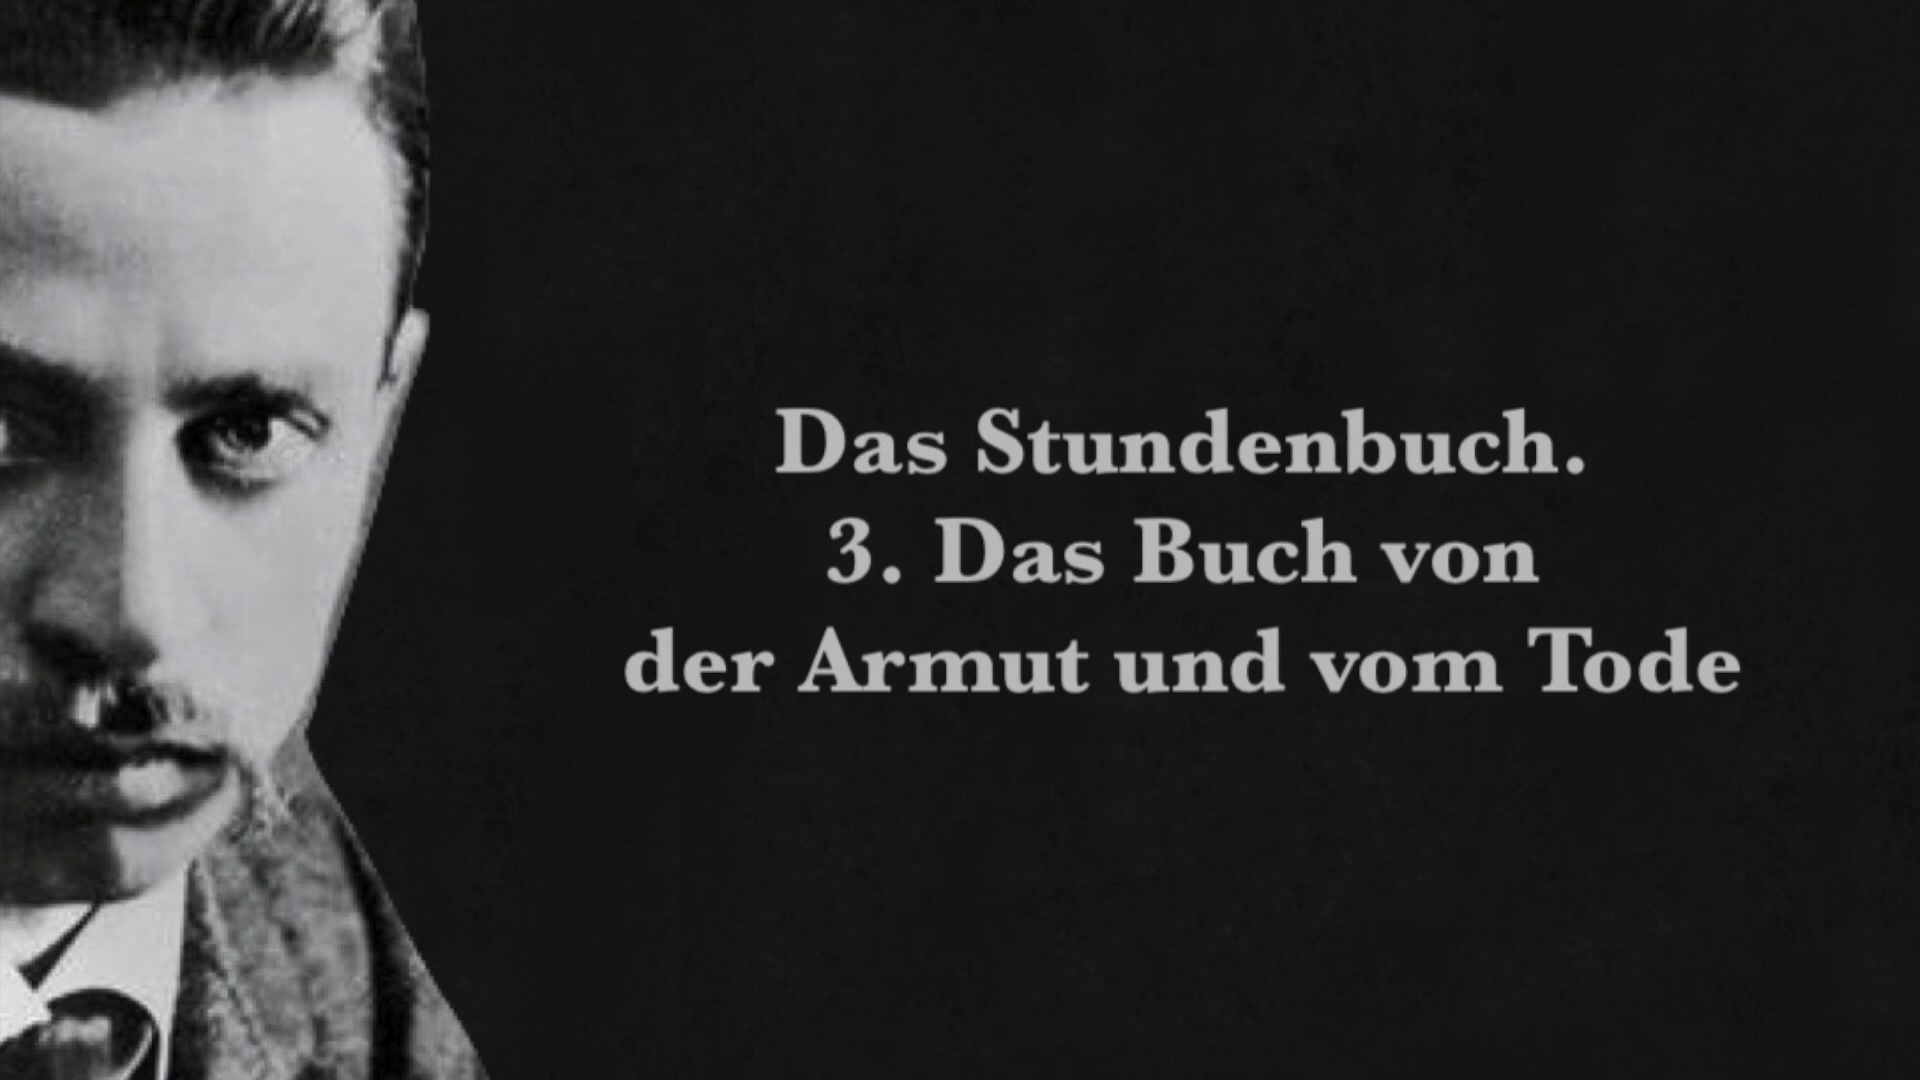 Das Stundenbuch.
3. Das Buch von
der Armut und vom Tode